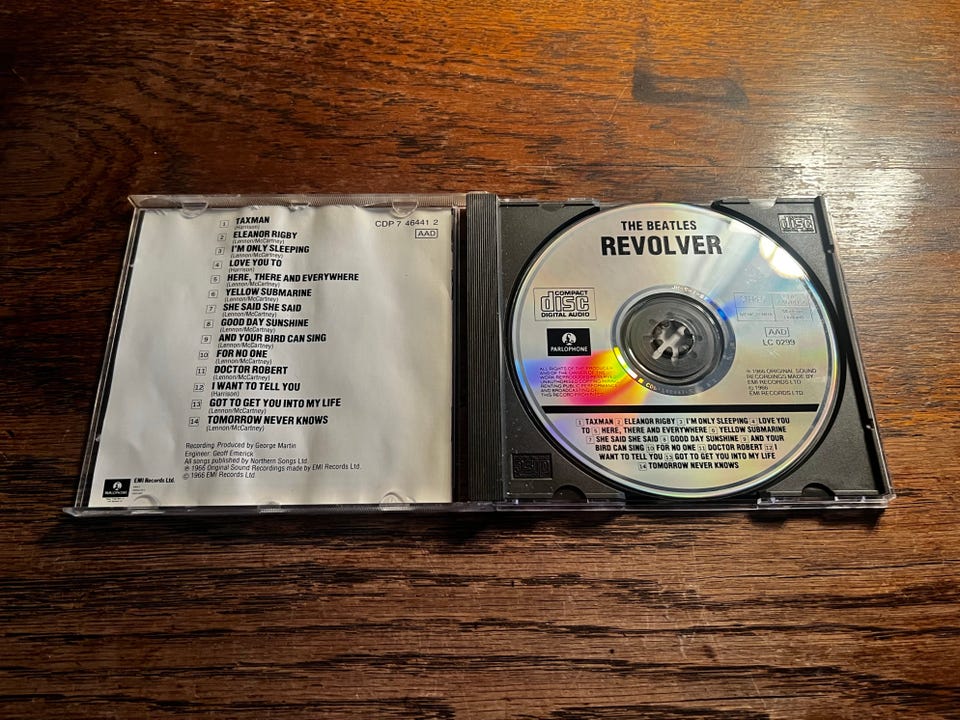 CDP 7 46441 2
AAD
1 TAXMAN
(Harrison)
2 ELEANOR RIGBY
(Lennon/McCartney)
3 I'M ONLY SLEEPING
(Lennon/McCartney)
4 LOVE YOU TO
(Harrison)
5 HERE, THERE AND EVERYWHERE
(Lennon/McCartney)
6 YELLOW SUBMARINE
(Lennon/McCartney)
7 SHE SAID SHE SAID
(Lennon/McCartney)
8 GOOD DAY SUNSHINE
(Lennon/McCartney)
9 AND YOUR BIRD CAN SING
(Lennon/McCartney)
10 FOR NO ONE
(Lennon/McCartney)
11 DOCTOR ROBERT
(Lennon/McCartney)
12 I WANT TO TELL YOU
(Harrison)
13 GOT TO GET YOU INTO MY LIFE
(Lennon/McCartney)
14 TOMORROW NEVER KNOWS
(Lennon/McCartney)
Recording Produced by George Martin
Engineer: Geoff Emerick
All songs published by Northern Songs Ltd.
℗ 1966 Original Sound Recordings made by EMI Records Ltd.
© 1966 EMI Records Ltd.
EMI Records Ltd.
THE BEATLES
REVOLVER
COMPACT
disc
DIGITAL AUDIO
PARLOPHONE
STEREO
AAD
LC 0299
ALL RIGHTS OF THE PRODUCER
℗ 1966 ORIGINAL SOUND
RECORDINGS MADE BY
EMI RECORDS LTD
© 1966
EMI RECORDS LTD.
1 TAXMAN 2 ELEANOR RIGBY 3 I'M ONLY SLEEPING 4 LOVE YOU
TO 5 HERE, THERE AND EVERYWHERE 6 YELLOW SUBMARINE
7 SHE SAID SHE SAID 8 GOOD DAY SUNSHINE 9 AND YOUR
BIRD CAN SING 10 FOR NO ONE 11 DOCTOR ROBERT 12 I
WANT TO TELL YOU 13 GOT TO GET YOU INTO MY LIFE
14 TOMORROW NEVER KNOWS
disc